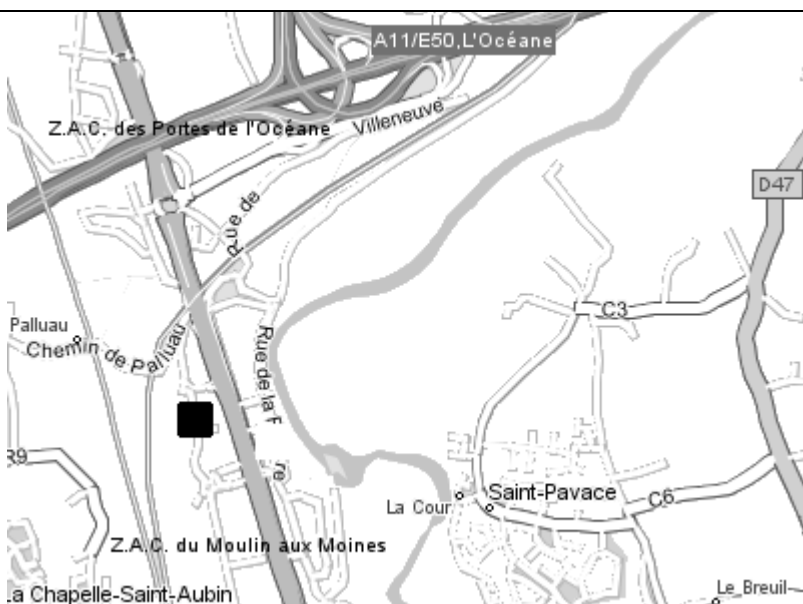 A11/E50,L'Océane
Z.A.C. des Portes de l'Océane
Villeneuve
D47
Rue de
C3
Palluau
Chemin de Palluau
Rue de la F
re
R9
La Cour
Saint-Pavace
C6
Z.A.C. du Moulin aux Moines
Le Breuil
a Chapelle-Saint-Aubin